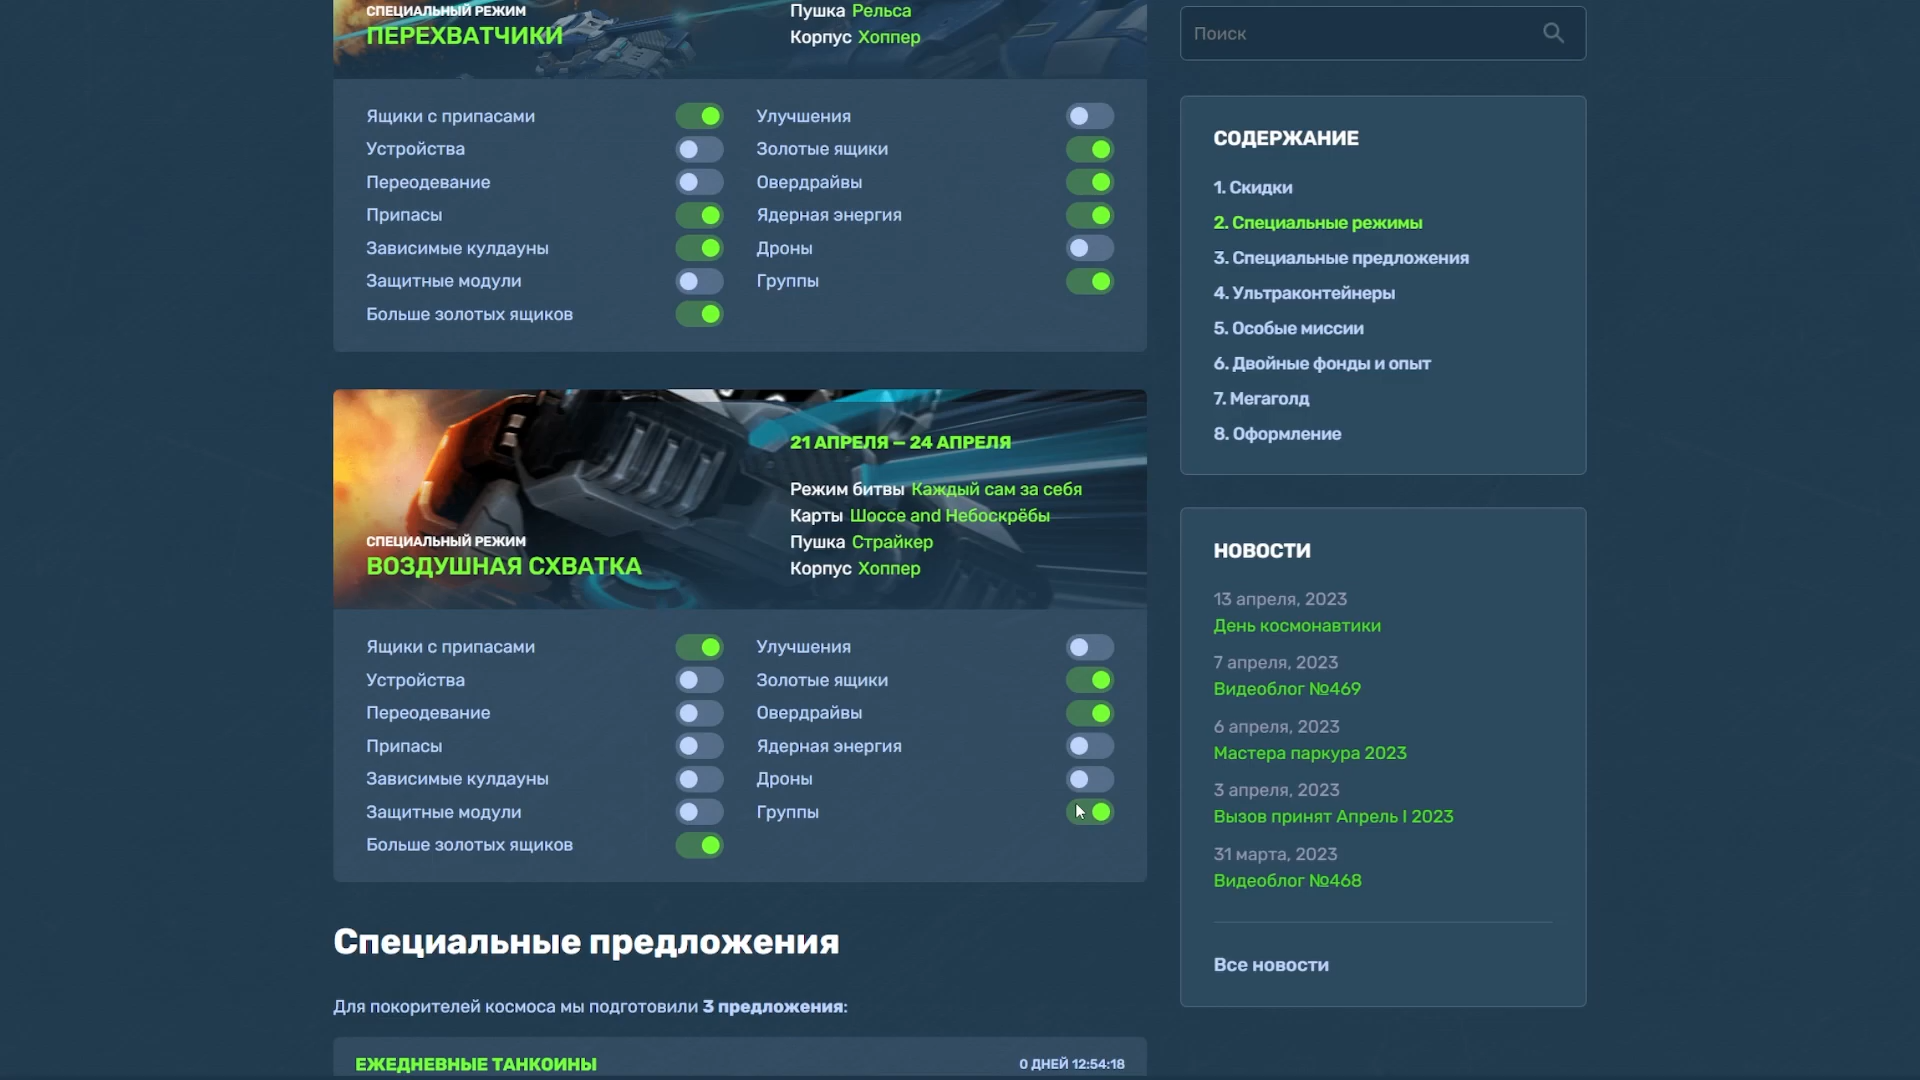 СПЕЦИАЛЬНЫЙ РЕЖИМ
ПЕРЕХВАТЧИКИ
Пушка Рельса
Корпус Хоппер
Ящики с припасами
Устройства
Переодевание
Припасы
Зависимые кулдауны
Защитные модули
Больше золотых ящиков
Улучшения
Золотые ящики
Овердрайвы
Ядерная энергия
Дроны
Группы
СПЕЦИАЛЬНЫЙ РЕЖИМ
ВОЗДУШНАЯ СХВАТКА
21 АПРЕЛЯ – 24 АПРЕЛЯ
Режим битвы Каждый сам за себя
Карты Шоссе and Небоскрёбы
Пушка Страйкер
Корпус Хоппер
Ящики с припасами
Устройства
Переодевание
Припасы
Зависимые кулдауны
Защитные модули
Больше золотых ящиков
Улучшения
Золотые ящики
Овердрайвы
Ядерная энергия
Дроны
Группы
Специальные предложения
Для покорителей космоса мы подготовили 3 предложения:
ЕЖЕДНЕВНЫЕ ТАНКОИНЫ
0 ДНЕЙ 12:54:18
Поиск
СОДЕРЖАНИЕ
1. Скидки
2. Специальные режимы
3. Специальные предложения
4. Ультраконтейнеры
5. Особые миссии
6. Двойные фонды и опыт
7. Мегаголд
8. Оформление
НОВОСТИ
13 апреля, 2023
День космонавтики
7 апреля, 2023
Видеоблог №469
6 апреля, 2023
Мастера паркура 2023
3 апреля, 2023
Вызов принят Апрель I 2023
31 марта, 2023
Видеоблог №468
Все новости